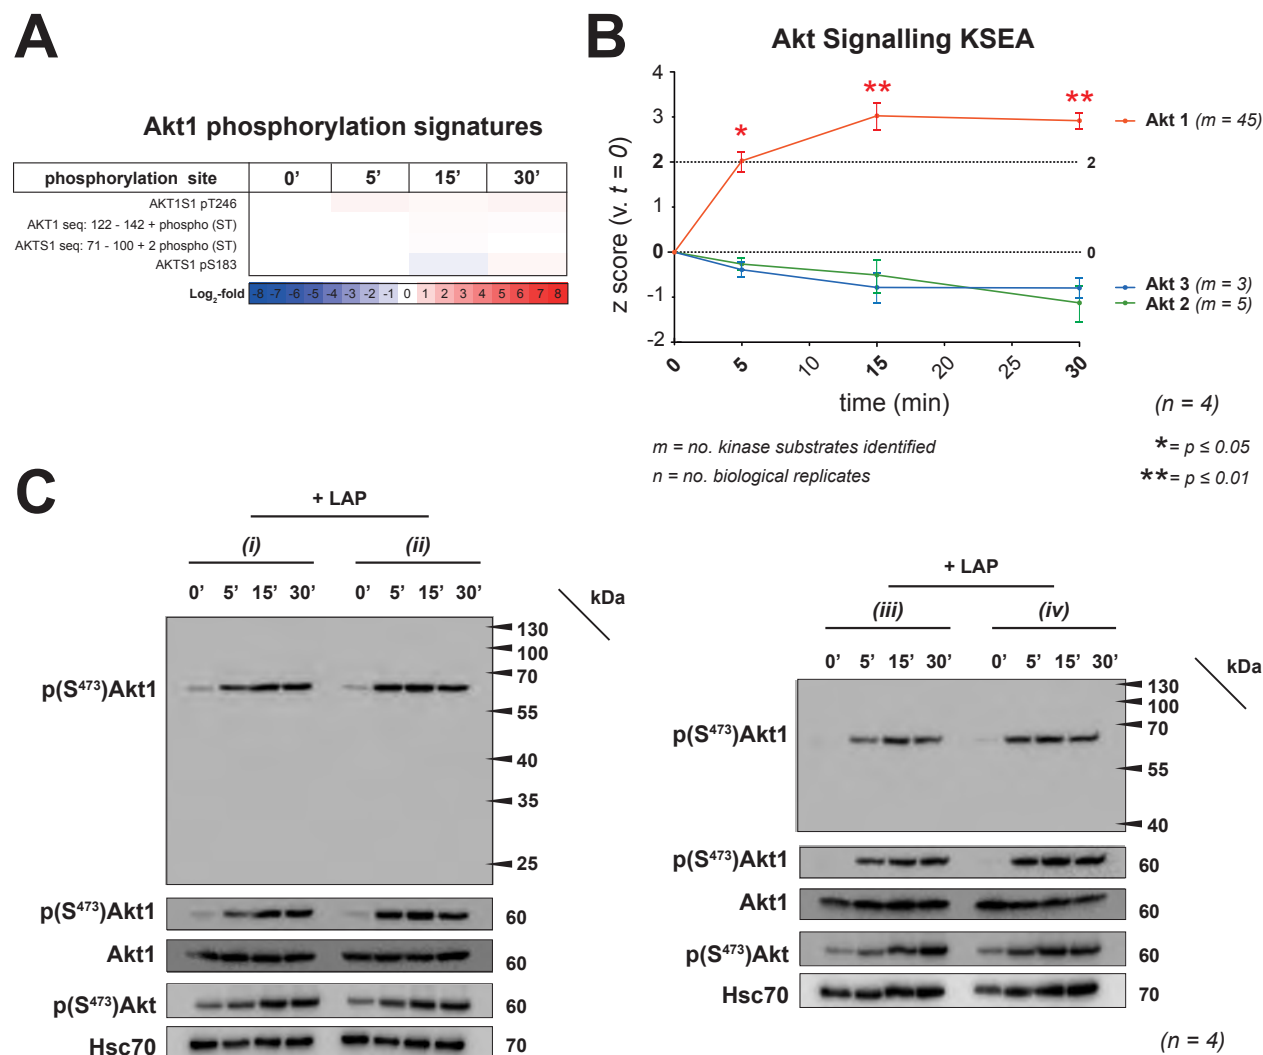 A
Akt1 phosphorylation signatures
phosphorylation site 0’ 5’ 15’ 30’
AKT1S1 pT246
AKT1 seq: 122 - 142 + phospho (ST)
AKTS1 seq: 71 - 100 + 2 phospho (ST)
AKTS1 pS183
Log2-fold -8 -7 -6 -5 -4 -3 -2 -1 0 1 2 3 4 5 6 7 8
B
Akt Signalling KSEA
z score (v. t = 0)
4
3
2
0
-1
-2
* ** **
2
0
Akt 1 (m = 45)
Akt 3 (m = 3)
Akt 2 (m = 5)
0 5 10 15 20 25 30
time (min)
(n = 4)
m = no. kinase substrates identified
n = no. biological replicates
*= p ≤ 0.05
**= p ≤ 0.01
C
+ LAP
(i) (ii)
0’ 5’ 15’ 30’ 0’ 5’ 15’ 30’
kDa
p(S473)Akt1
130
100
70
55
40
35
25
p(S473)Akt1 60
Akt1 60
p(S473)Akt 60
Hsc70 70
+ LAP
(iii) (iv)
0’ 5’ 15’ 30’ 0’ 5’ 15’ 30’
kDa
p(S473)Akt1
130
100
70
55
40
p(S473)Akt1 60
Akt1 60
p(S473)Akt 60
Hsc70 70
(n = 4)